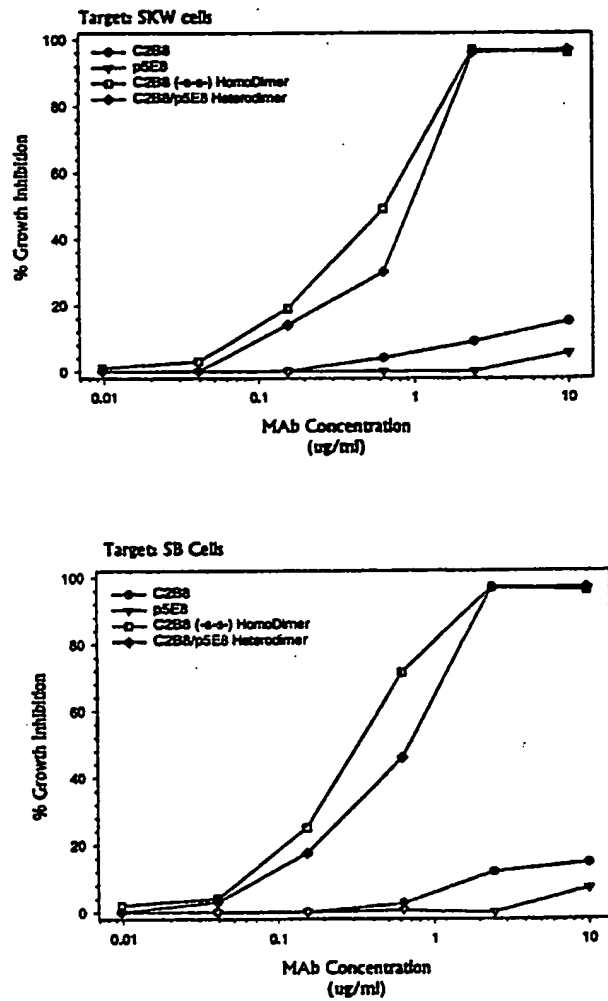 Target: SKW cells
C2B8
p5E8
C2B8 (-s-s-) HomoDimer
C2B8/p5E8 Heterodimer
100
80
60
40
20
0
% Growth Inhibition
0.01
0.1
1
10
MAb Concentration
(ug/ml)
Target: SB Cells
C2B8
p5E8
C2B8 (-s-s-) HomoDimer
C2B8/p5E8 Heterodimer
100
80
60
40
20
0
% Growth Inhibition
0.01
0.1
1
10
MAb Concentration
(ug/ml)